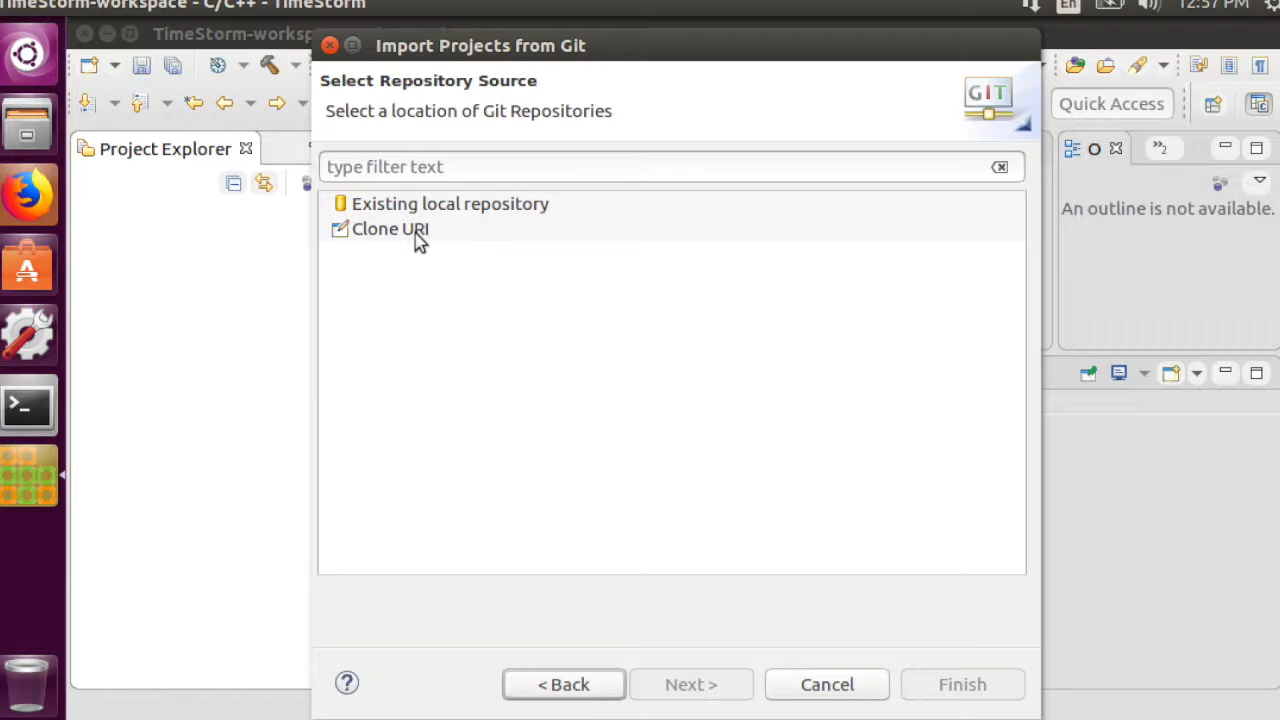 TimeStorm-workspace - C/C++ - TimeStorm
En
12:57 PM
TimeStorm-worksp
Import Projects from Git
Select Repository Source
Select a location of Git Repositories
GIT
Quick Access
Project Explorer
O
2
type filter text
Existing local repository
Clone URI
An outline is not available.
?
< Back
Next >
Cancel
Finish